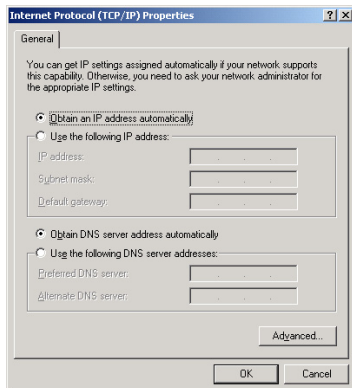 Internet Protocol (TCP/IP) Properties
General
You can get IP settings assigned automatically if your network supports
this capability. Otherwise, you need to ask your network administrator for
the appropriate IP settings.
Obtain an IP address automatically
Use the following IP address:
IP address:
Subnet mask:
Default gateway:
Obtain DNS server address automatically
Use the following DNS server addresses:
Preferred DNS server:
Alternate DNS server:
Advanced...
OK Cancel